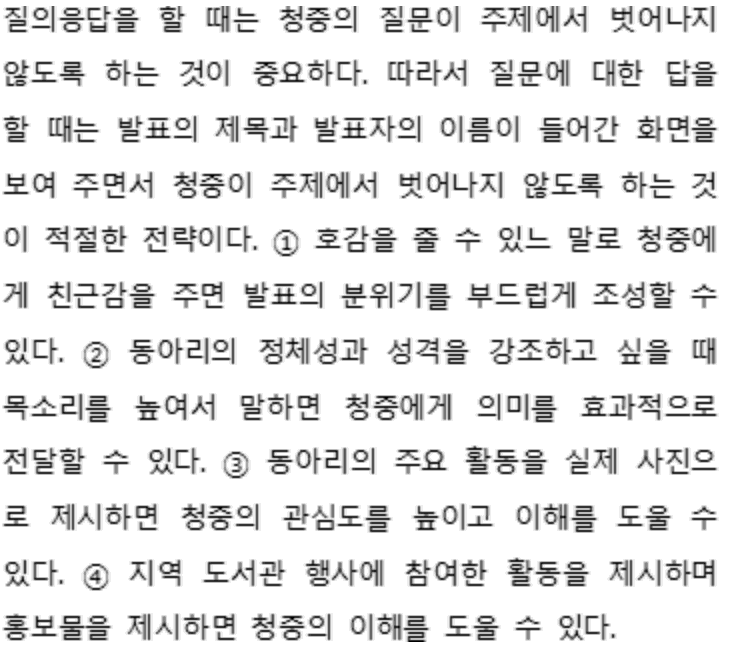 질의응답을 할 때는 청중의 질문이 주제에서 벗어나지
않도록 하는 것이 중요하다. 따라서 질문에 대한 답을
할 때는 발표의 제목과 발표자의 이름이 들어간 화면을
보여 주면서 청중이 주제에서 벗어나지 않도록 하는 것
이 적절한 전략이다. ① 호감을 줄 수 있느 말로 청중에
게 친근감을 주면 발표의 분위기를 부드럽게 조성할 수
있다. ② 동아리의 정체성과 성격을 강조하고 싶을 때
목소리를 높여서 말하면 청중에게 의미를 효과적으로
전달할 수 있다. ③ 동아리의 주요 활동을 실제 사진으
로 제시하면 청중의 관심도를 높이고 이해를 도울 수
있다. ④ 지역 도서관 행사에 참여한 활동을 제시하며
홍보물을 제시하면 청중의 이해를 도울 수 있다.